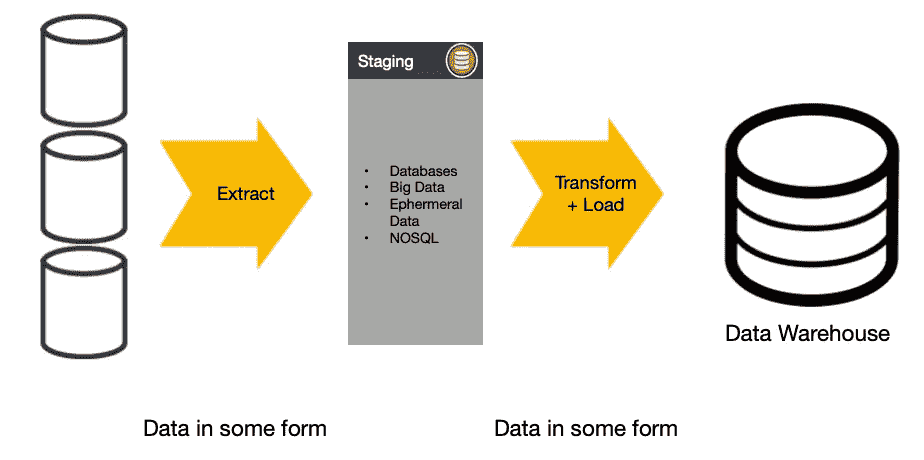 Staging
Extract
• Databases
• Big Data
• Ephermeral
Data
• NOSQL
Transform
+ Load
Data Warehouse
Data in some form
Data in some form